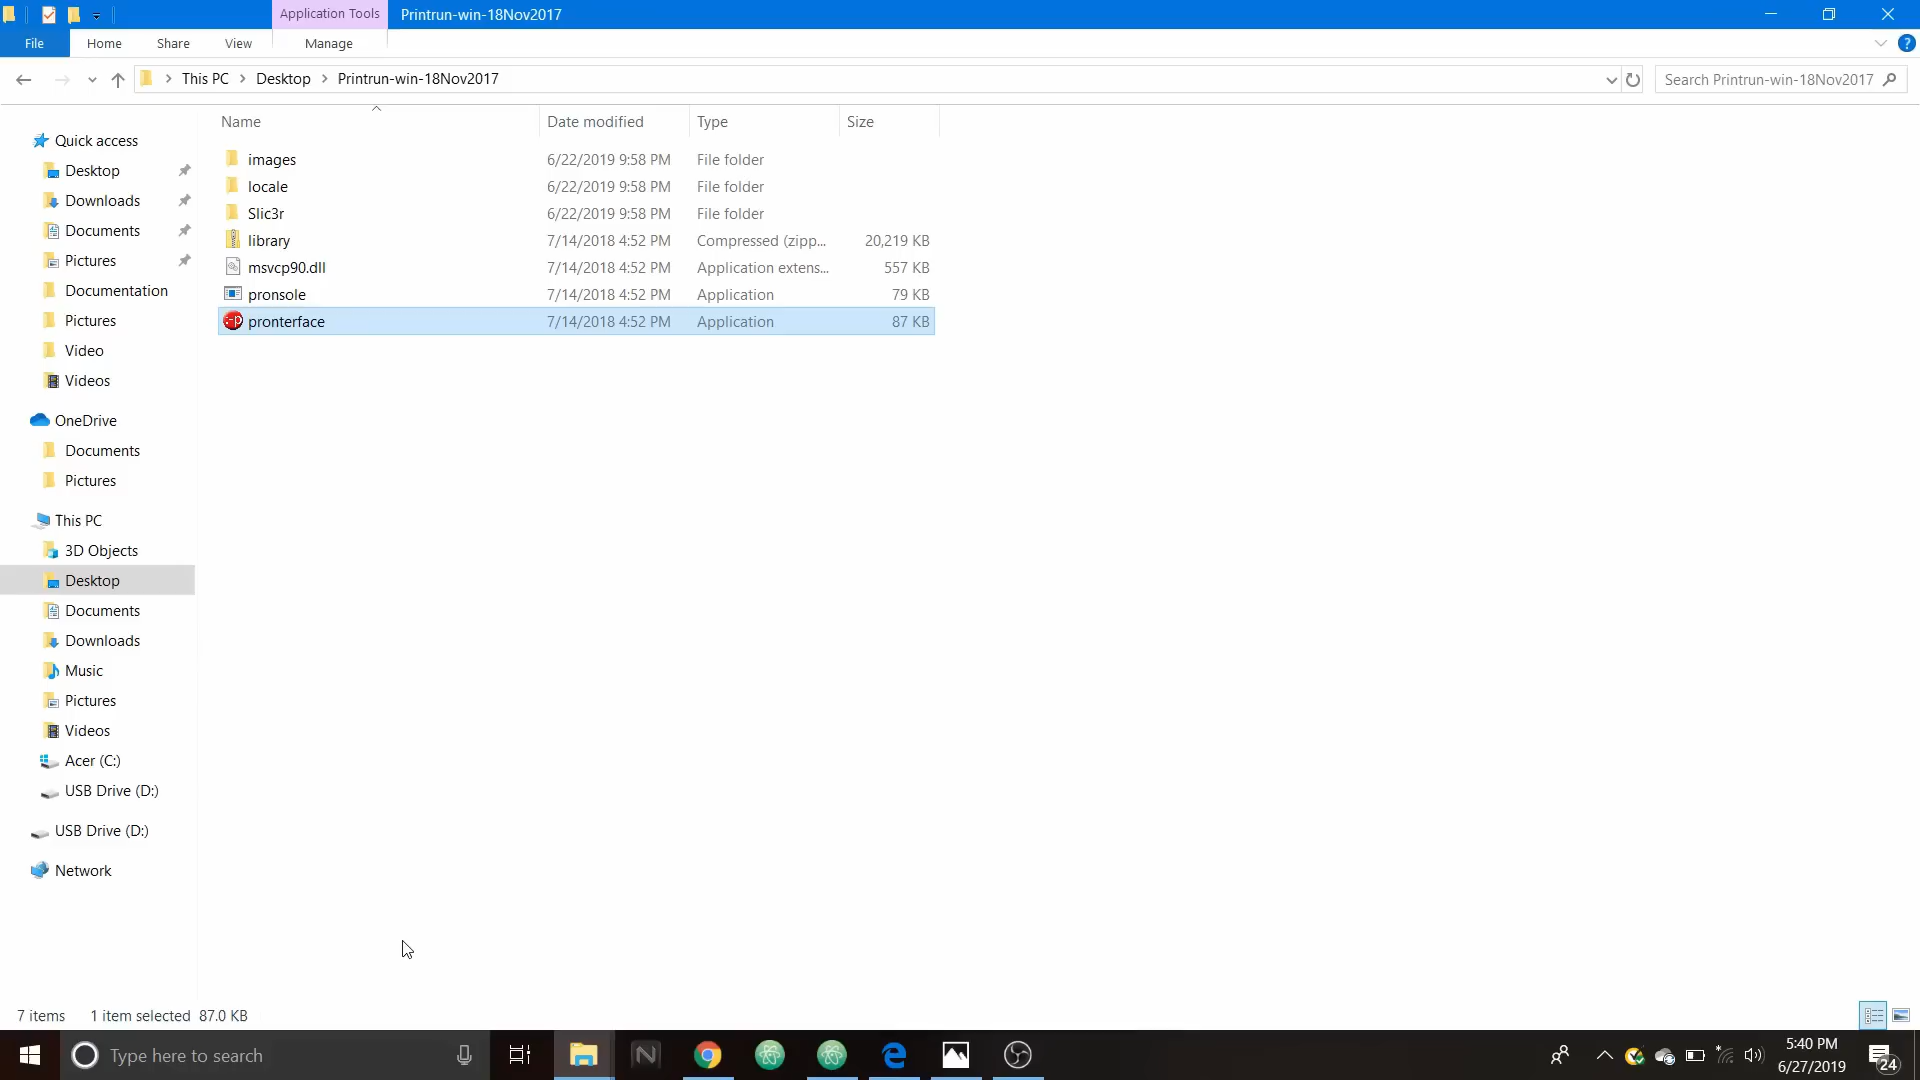 Application Tools
Printrun-win-18Nov2017
File
Home
Share
View
Manage
This PC
Desktop
Printrun-win-18Nov2017
Search Printrun-win-18Nov2017
Name
Date modified
Type
Size
Quick access
Desktop
Downloads
Documents
Pictures
Documentation
Pictures
Video
Videos
OneDrive
Documents
Pictures
This PC
3D Objects
Desktop
Documents
Downloads
Music
Pictures
Videos
Acer (C:)
USB Drive (D:)
USB Drive (D:)
Network
images 6/22/2019 9:58 PM File folder
locale 6/22/2019 9:58 PM File folder
Slic3r 6/22/2019 9:58 PM File folder
library 7/14/2018 4:52 PM Compressed (zipp... 20,219 KB
msvcp90.dll 7/14/2018 4:52 PM Application extens... 557 KB
pronsole 7/14/2018 4:52 PM Application 79 KB
pronterface 7/14/2018 4:52 PM Application 87 KB
7 items 1 item selected 87.0 KB
Type here to search
5:40 PM
6/27/2019
24